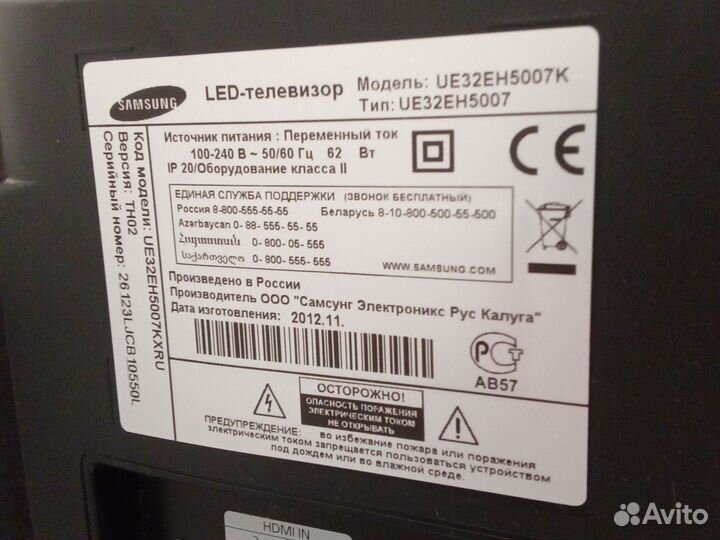 SAMSUNG
LED-телевизор
Модель: UE32EH5007K
Тип: UE32EH5007
Источник питания : Переменный ток
100-240 В ~ 50/60 Гц 62 Вт
IP 20/Оборудование класса II
CE
ЕДИНАЯ СЛУЖБА ПОДДЕРЖКИ (ЗВОНОК БЕСПЛАТНЫЙ)
Россия 8-800-555-55-55 Беларусь 8-10-800-500-55-500
Azərbaycan 0- 88- 555- 55- 55
Հայաստան 0- 800- 05- 555
საქართველო 0- 800- 555- 555
WWW.SAMSUNG.COM
Произведено в России
Производитель ООО "Самсунг Электроникс Рус Калуга"
Дата изготовления: 2012.11.
РСТ
АВ57
ОСТОРОЖНО!
ОПАСНОСТЬ ПОРАЖЕНИЯ
ЭЛЕКТРИЧЕСКИМ ТОКОМ
НЕ ОТКРЫВАТЬ
ПРЕДУПРЕЖДЕНИЕ: во избежание пожара или поражения
электрическим током запрещается пользоваться устройством
под дождем или во влажной среде.
Код модели: UE32EH5007KXRU
Версия: TH02
Серийный номер: 26123LJCB10550L
HDMI IN
Avito